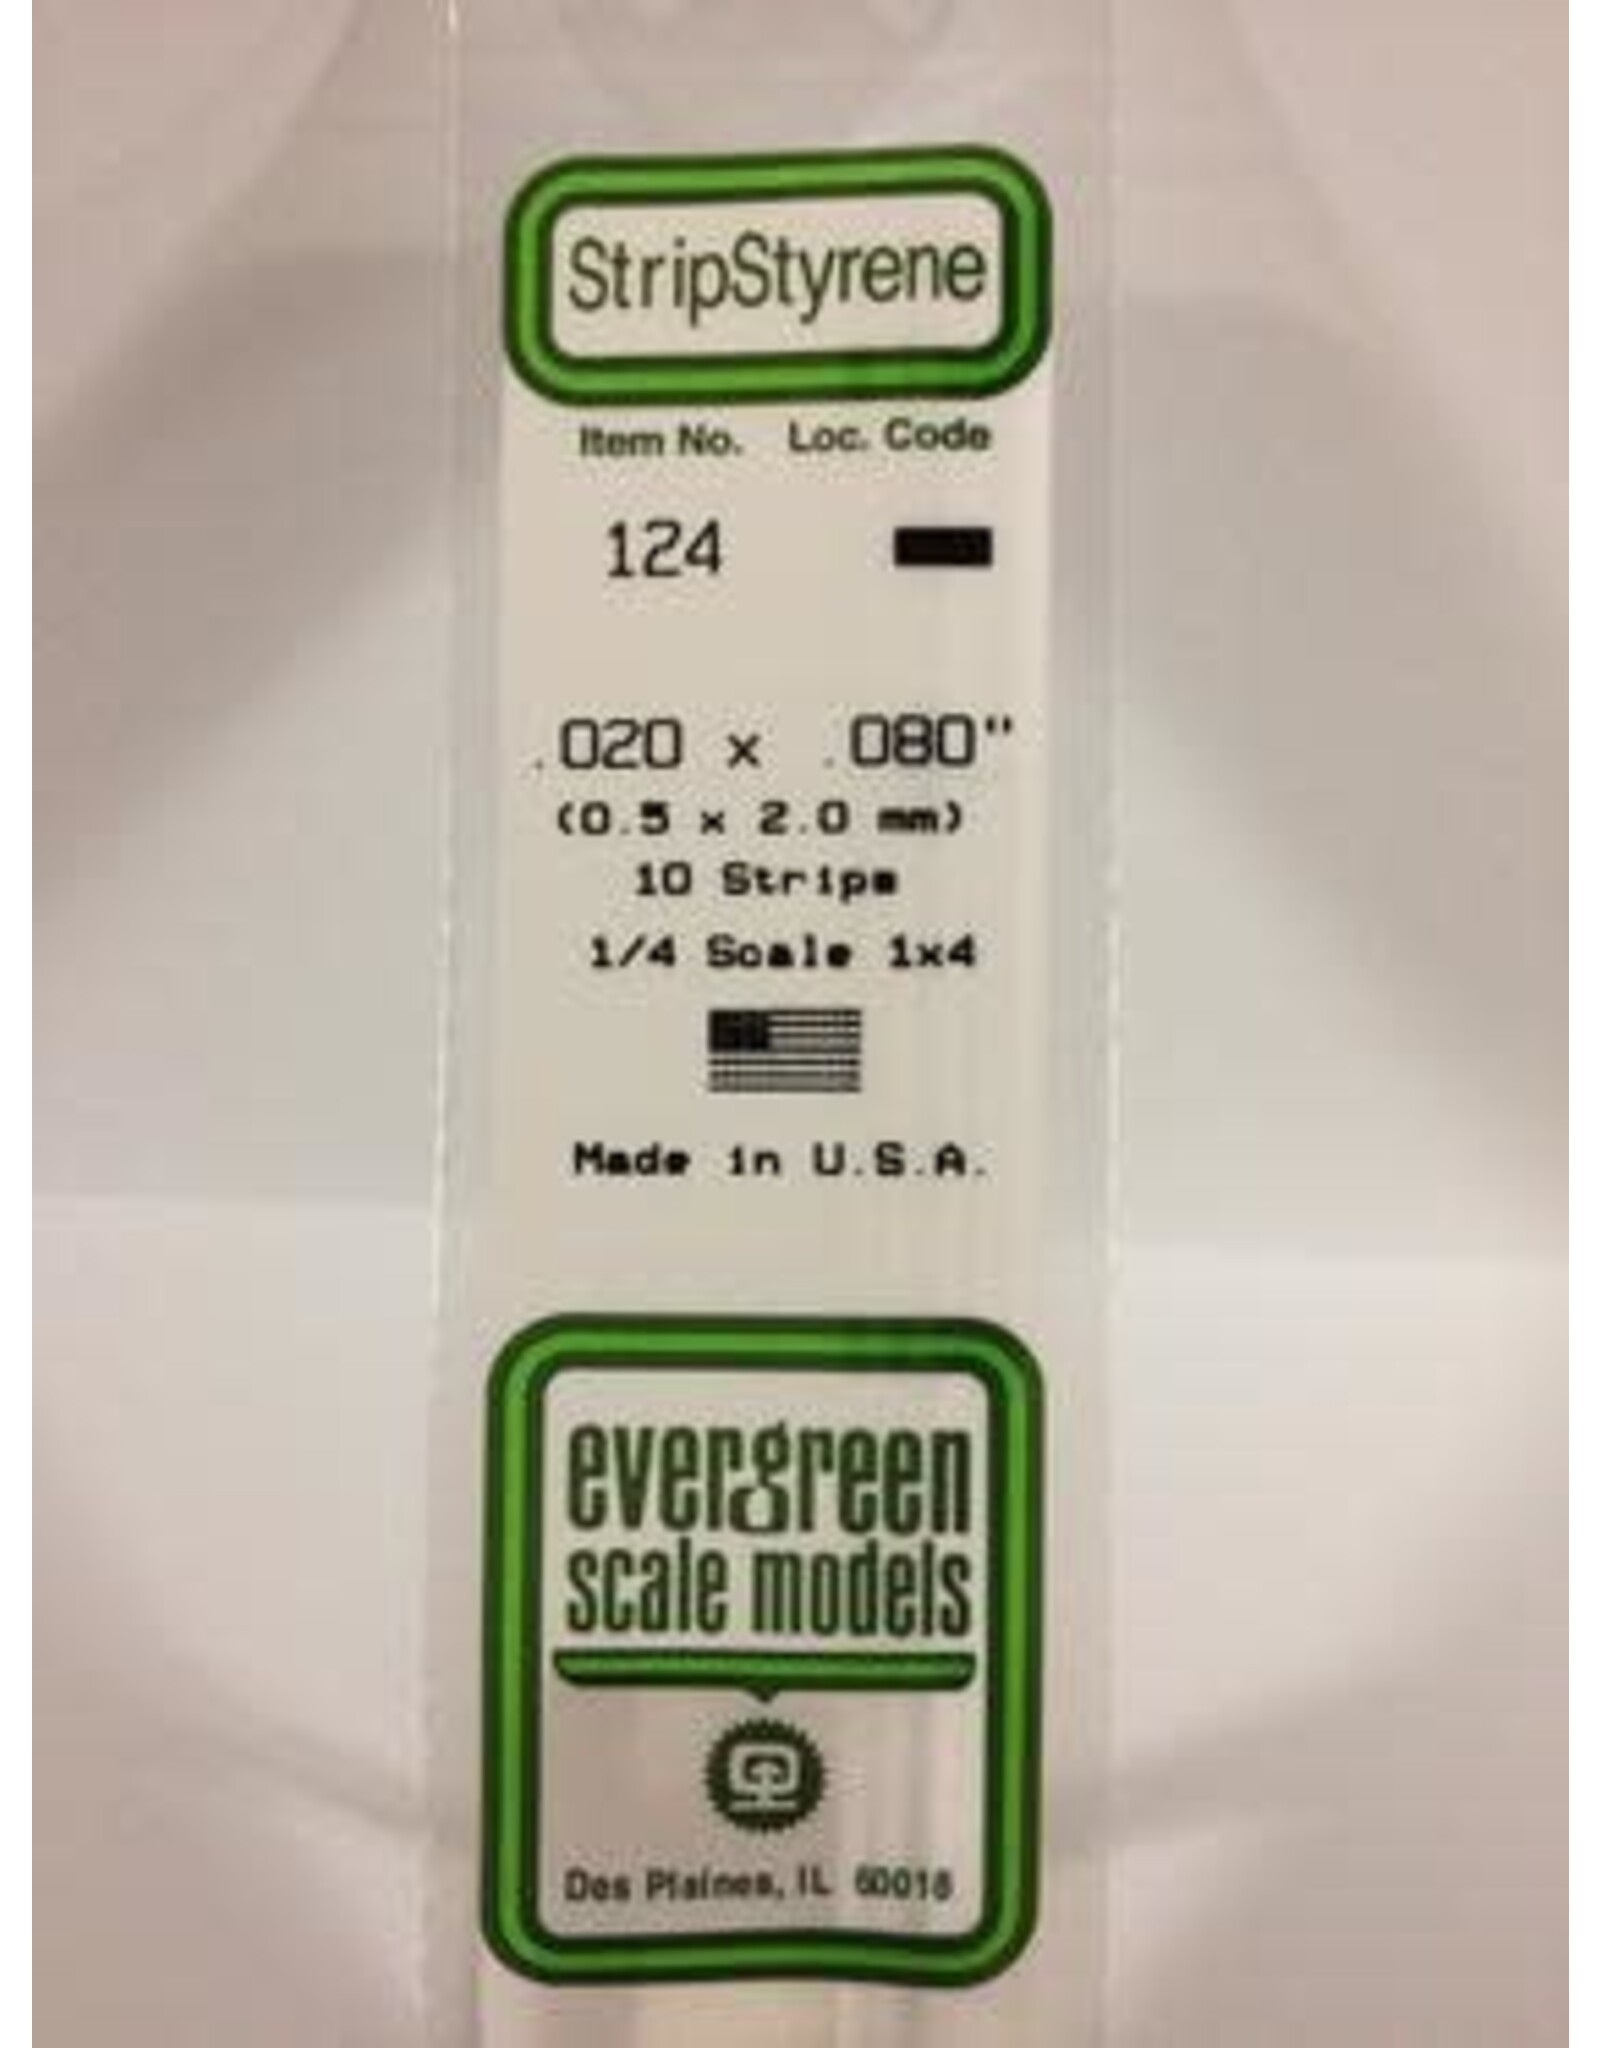 StripStyrene
Item No. Loc. Code
124
.020 x .080"
(0.5 x 2.0 mm)
10 Strips
1/4 Scale 1x4
Made in U.S.A.
evergreen
scale models
Des Plaines, IL 60018